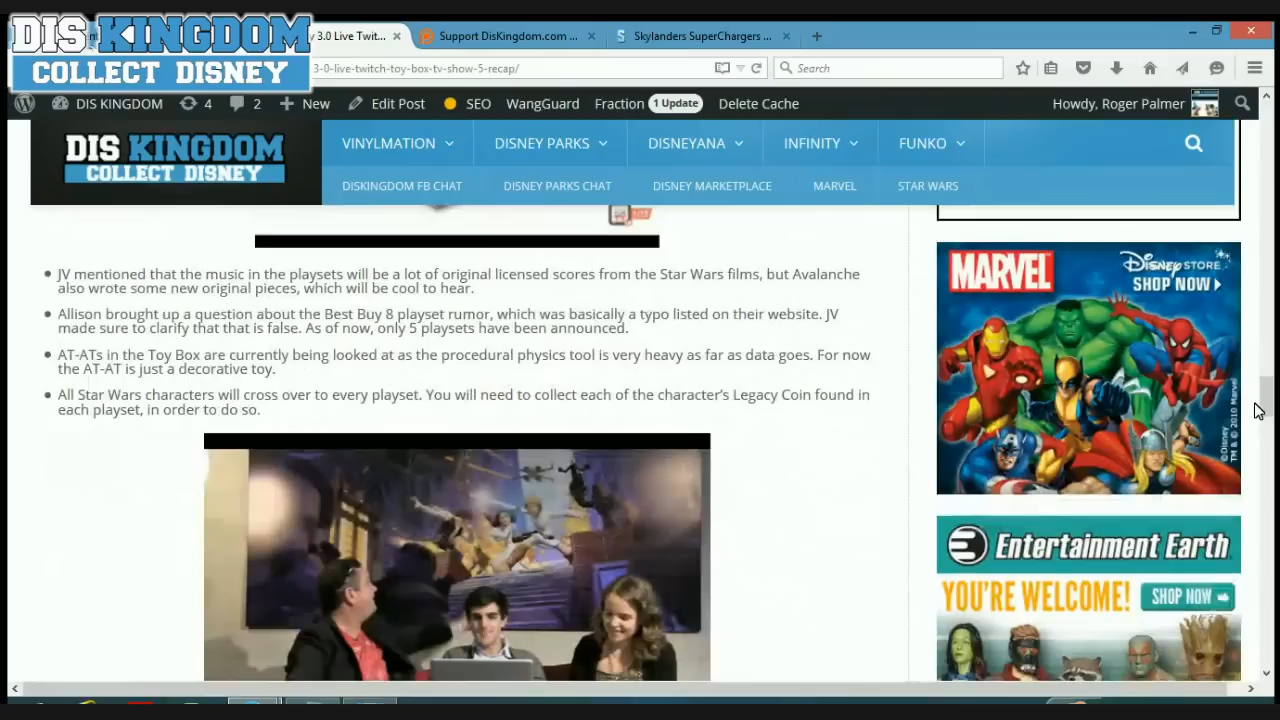 DIS KINGDOM
COLLECT DISNEY
y 3.0 Live Twit...
Support DisKingdom.com ...
Skylanders SuperChargers ...
3-0-live-twitch-toy-box-tv-show-5-recap/
Search
DIS KINGDOM
4
2
New
Edit Post
SEO
WangGuard
Fraction
1 Update
Delete Cache
Howdy, Roger Palmer
DIS KINGDOM
COLLECT DISNEY
VINYLMATION
DISNEY PARKS
DISNEYANA
INFINITY
FUNKO
DISKINGDOM FB CHAT
DISNEY PARKS CHAT
DISNEY MARKETPLACE
MARVEL
STAR WARS
JV mentioned that the music in the playsets will be a lot of original licensed scores from the Star Wars films, but Avalanche
also wrote some new original pieces, which will be cool to hear.
Allison brought up a question about the Best Buy 8 playset rumor, which was basically a typo listed on their website. JV
made sure to clarify that that is false. As of now, only 5 playsets have been announced.
AT-ATs in the Toy Box are currently being looked at as the procedural physics tool is very heavy as far as data goes. For now
the AT-AT is just a decorative toy.
All Star Wars characters will cross over to every playset. You will need to collect each of the character's Legacy Coin found in
each playset, in order to do so.
MARVEL
Disney STORE
SHOP NOW
©Disney
TM & © 2010 Marvel
Entertainment Earth
YOU'RE WELCOME!
SHOP NOW